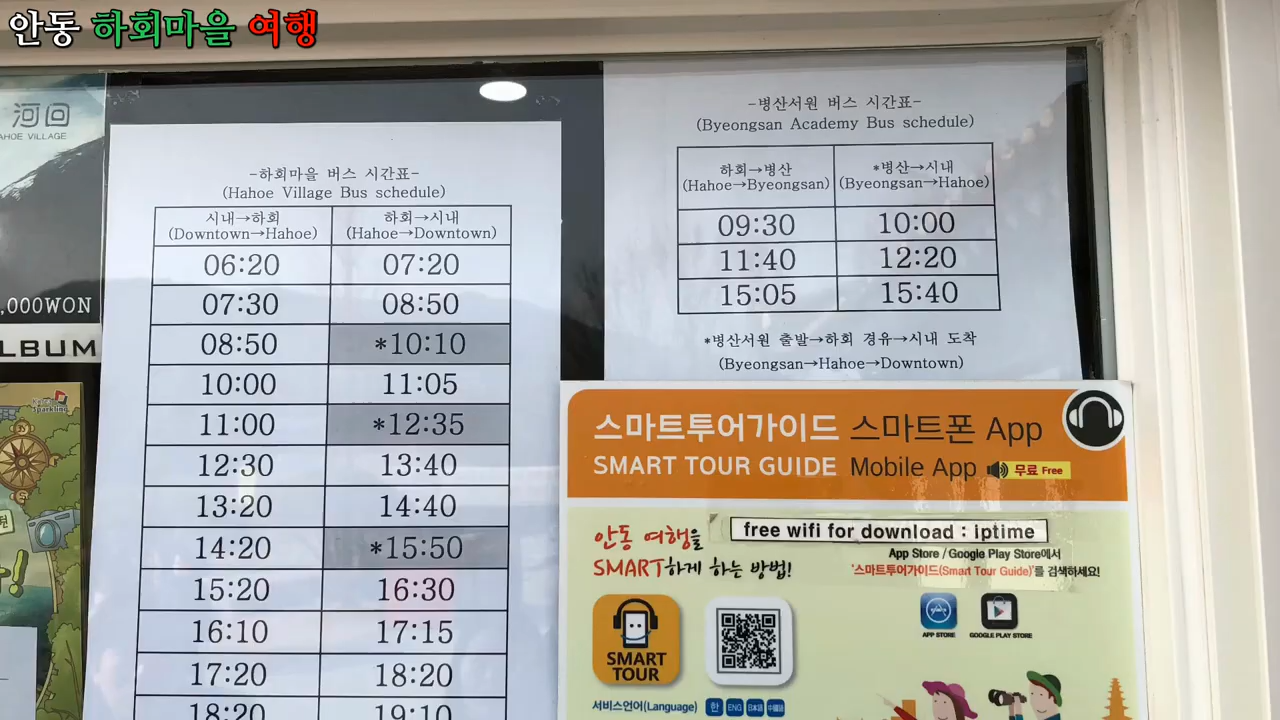 안동 하회마을 여행
河回
AHOE VILLAGE
,000WON
LBUM
-하회마을 버스 시간표-
(Hahoe Village Bus schedule)
시내→하회 하회→시내
(Downtown→Hahoe) (Hahoe→Downtown)
06:20 07:20
07:30 08:50
08:50 *10:10
10:00 11:05
11:00 *12:35
12:30 13:40
13:20 14:40
14:20 *15:50
15:20 16:30
16:10 17:15
17:20 18:20
18:20 19:10
-병산서원 버스 시간표-
(Byeongsan Academy Bus schedule)
하회→병산 *병산→시내
(Hahoe→Byeongsan) (Byeongsan→Hahoe)
09:30 10:00
11:40 12:20
15:05 15:40
*병산서원 출발→하회 경유→시내 도착
(Byeongsan→Hahoe→Downtown)
스마트투어가이드 스마트폰 App
SMART TOUR GUIDE Mobile App 무료 Free
안동 여행을
SMART하게 하는 방법!
free wifi for download : iptime
App Store / Google Play Store에서
'스마트투어가이드(Smart Tour Guide)'를 검색하세요!
SMART
TOUR
APP STORE GOOGLE PLAY STORE
서비스언어(Language) 한 ENG 日本語 中國語